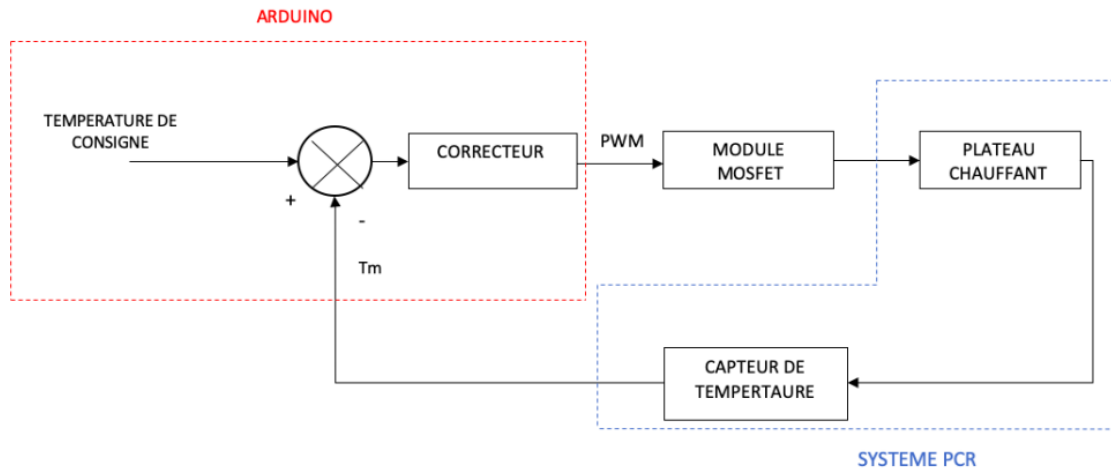 ARDUINO
TEMPERATURE DE
CONSIGNE
+
-
Tm
CORRECTEUR
PWM
MODULE
MOSFET
PLATEAU
CHAUFFANT
CAPTEUR DE
TEMPERTAURE
SYSTEME PCR